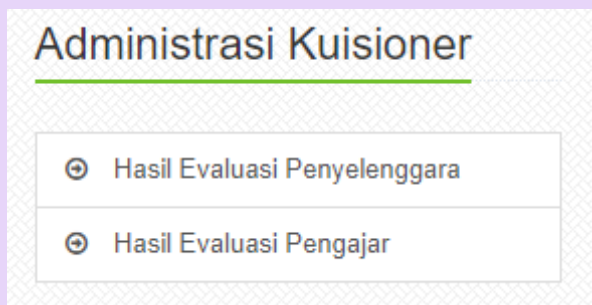 Administrasi Kuisioner
Hasil Evaluasi Penyelenggara
Hasil Evaluasi Pengajar